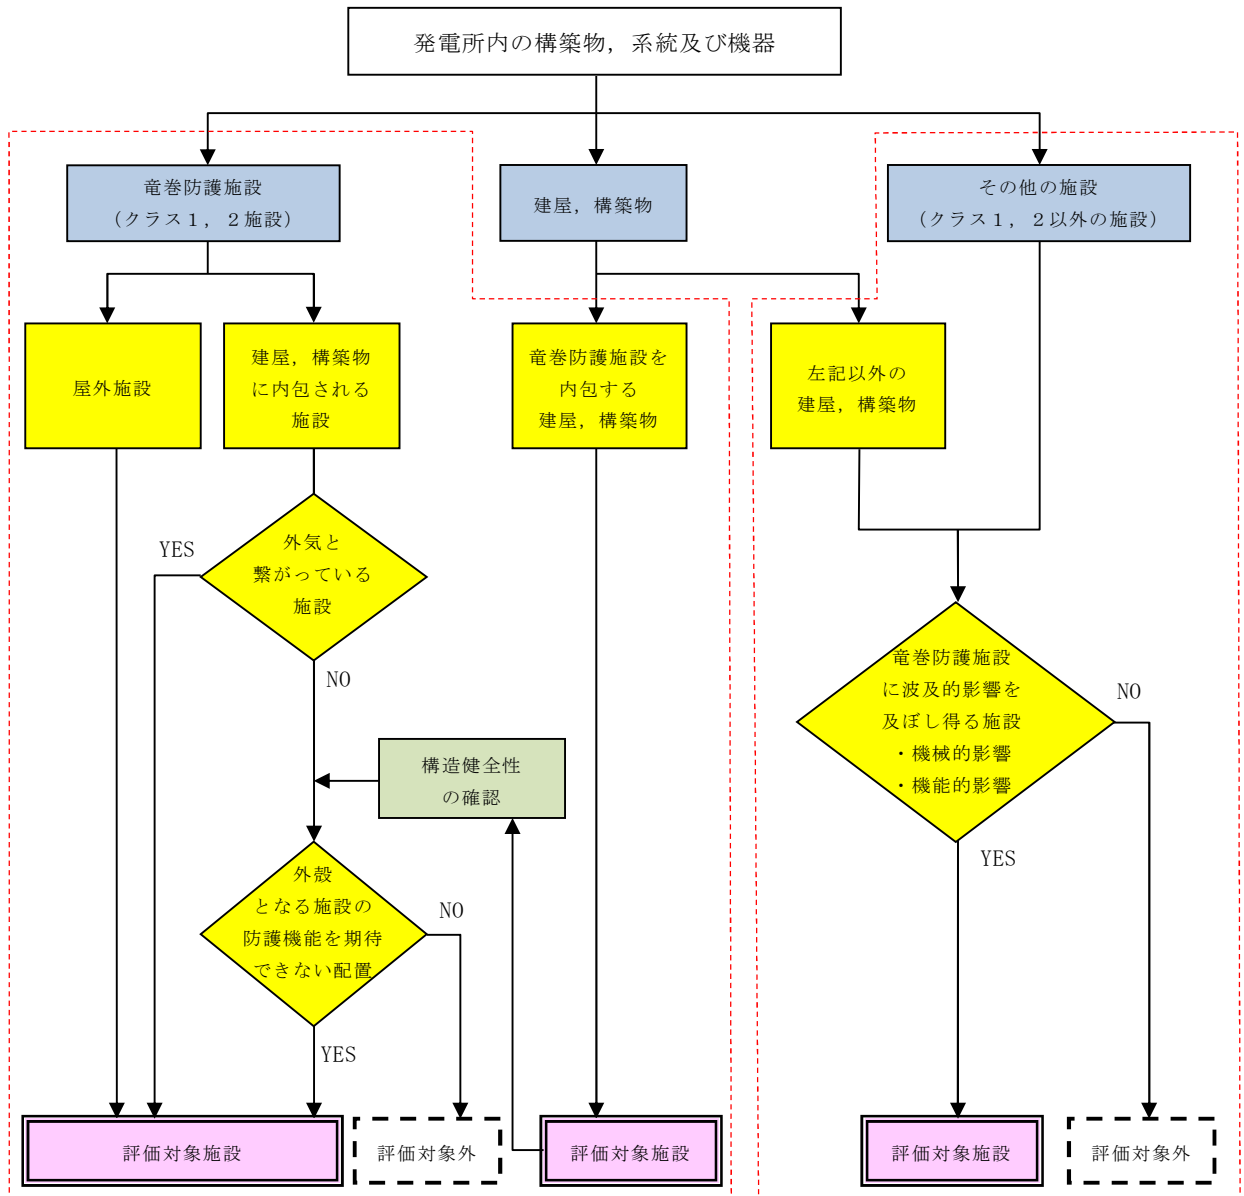 発電所内の構築物，系統及び機器
竜巻防護施設
（クラス１，２施設）
建屋，構築物
その他の施設
（クラス１，２以外の施設）
屋外施設
建屋，構築物
に内包される
施設
竜巻防護施設を
内包する
建屋，構築物
左記以外の
建屋，構築物
外気と
繋がっている
施設
YES
NO
竜巻防護施設
に波及的影響を
及ぼし得る施設
・機械的影響
・機能的影響
NO
YES
構造健全性
の確認
外殻
となる施設の
防護機能を期待
できない配置
NO
YES
評価対象施設
評価対象外
評価対象施設
評価対象施設
評価対象外